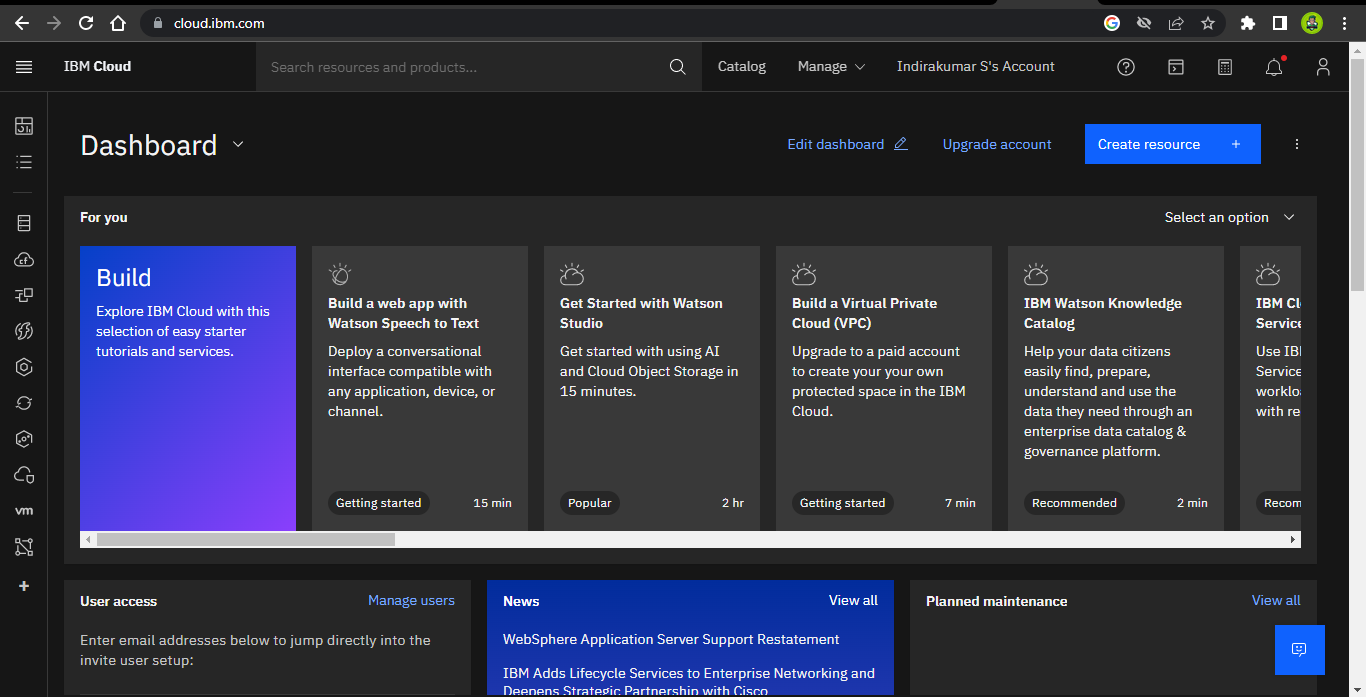 cloud.ibm.com
IBM Cloud
Search resources and products...
Catalog
Manage
Indirakumar S's Account
Dashboard
Edit dashboard
Upgrade account
Create resource +
For you
Select an option
Build
Explore IBM Cloud with this
selection of easy starter
tutorials and services.
Build a web app with
Watson Speech to Text
Deploy a conversational
interface compatible with
any application, device, or
channel.
Getting started
15 min
Get Started with Watson
Studio
Get started with using AI
and Cloud Object Storage in
15 minutes.
Popular
2 hr
Build a Virtual Private
Cloud (VPC)
Upgrade to a paid account
to create your your own
protected space in the IBM
Cloud.
Getting started
7 min
IBM Watson Knowledge
Catalog
Help your data citizens
easily find, prepare,
understand and use the
data they need through an
enterprise data catalog &
governance platform.
Recommended
2 min
IBM Cl
Service
Use IB
Service
worklo
with re
Recom
vm
User access
Manage users
Enter email addresses below to jump directly into the
invite user setup:
News
View all
WebSphere Application Server Support Restatement
IBM Adds Lifecycle Services to Enterprise Networking and
Deepens Strategic Partnership with Cisco
Planned maintenance
View all